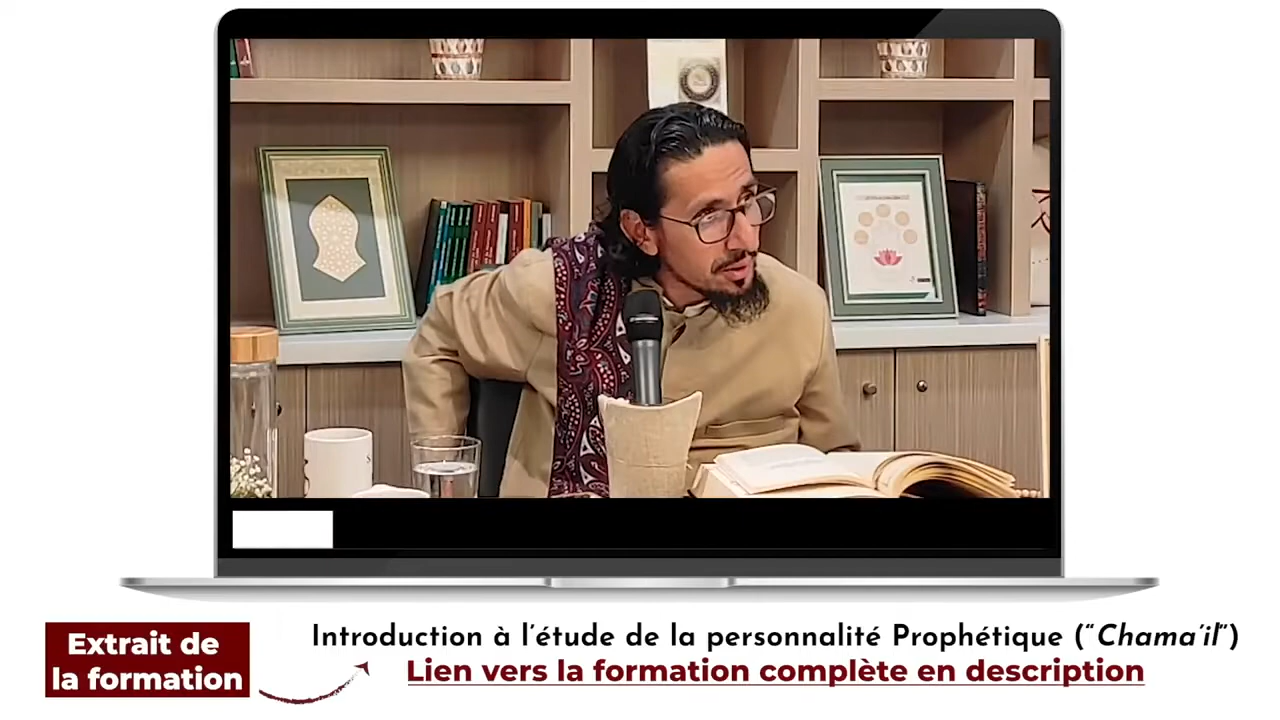 Extrait de
la formation
Introduction à l'étude de la personnalité Prophétique ("Chama'il")
Lien vers la formation complète en description